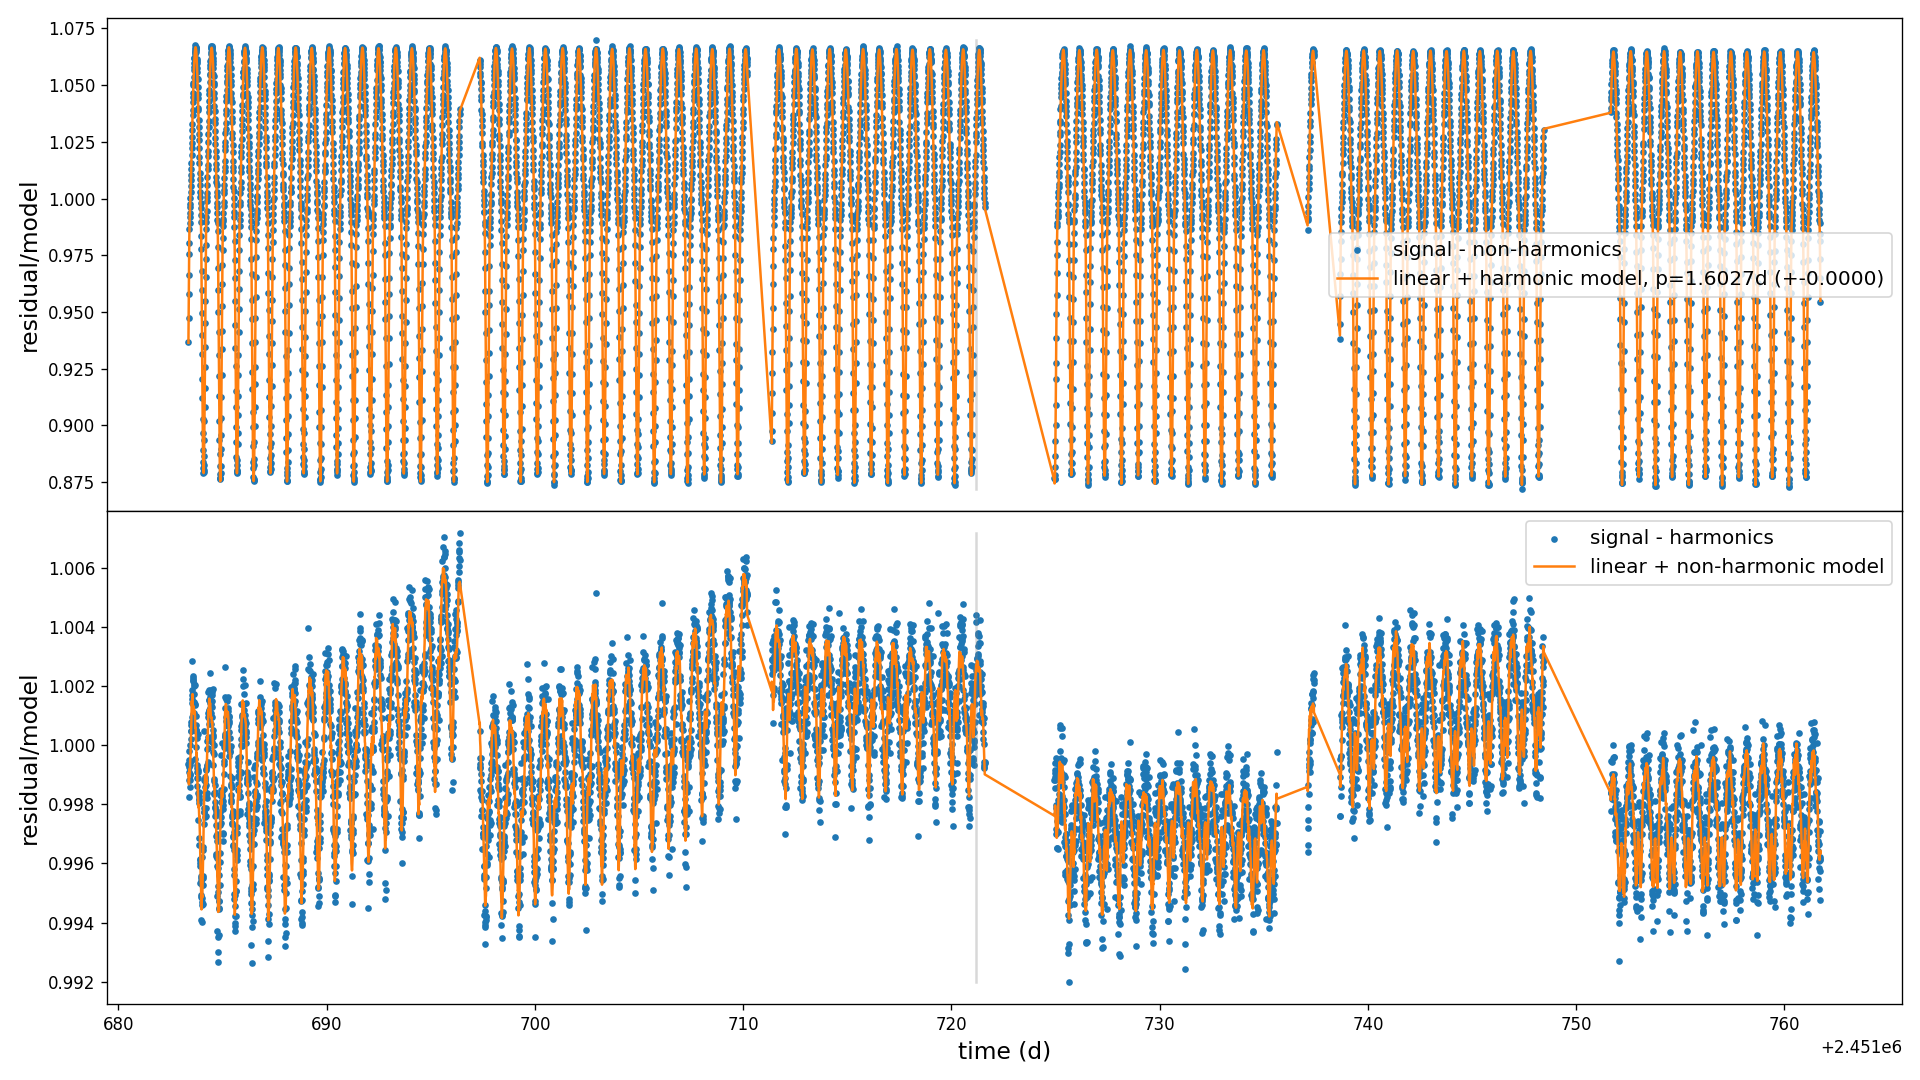 1.075
1.050
1.025
1.000
0.975
0.950
0.925
0.900
0.875
residual/model
signal - non-harmonics
linear + harmonic model, p=1.6027d (+-0.0000)
1.006
1.004
1.002
1.000
0.998
0.996
0.994
0.992
residual/model
signal - harmonics
linear + non-harmonic model
680 690 700 710 720 730 740 750 760
time (d)
+2.451e6